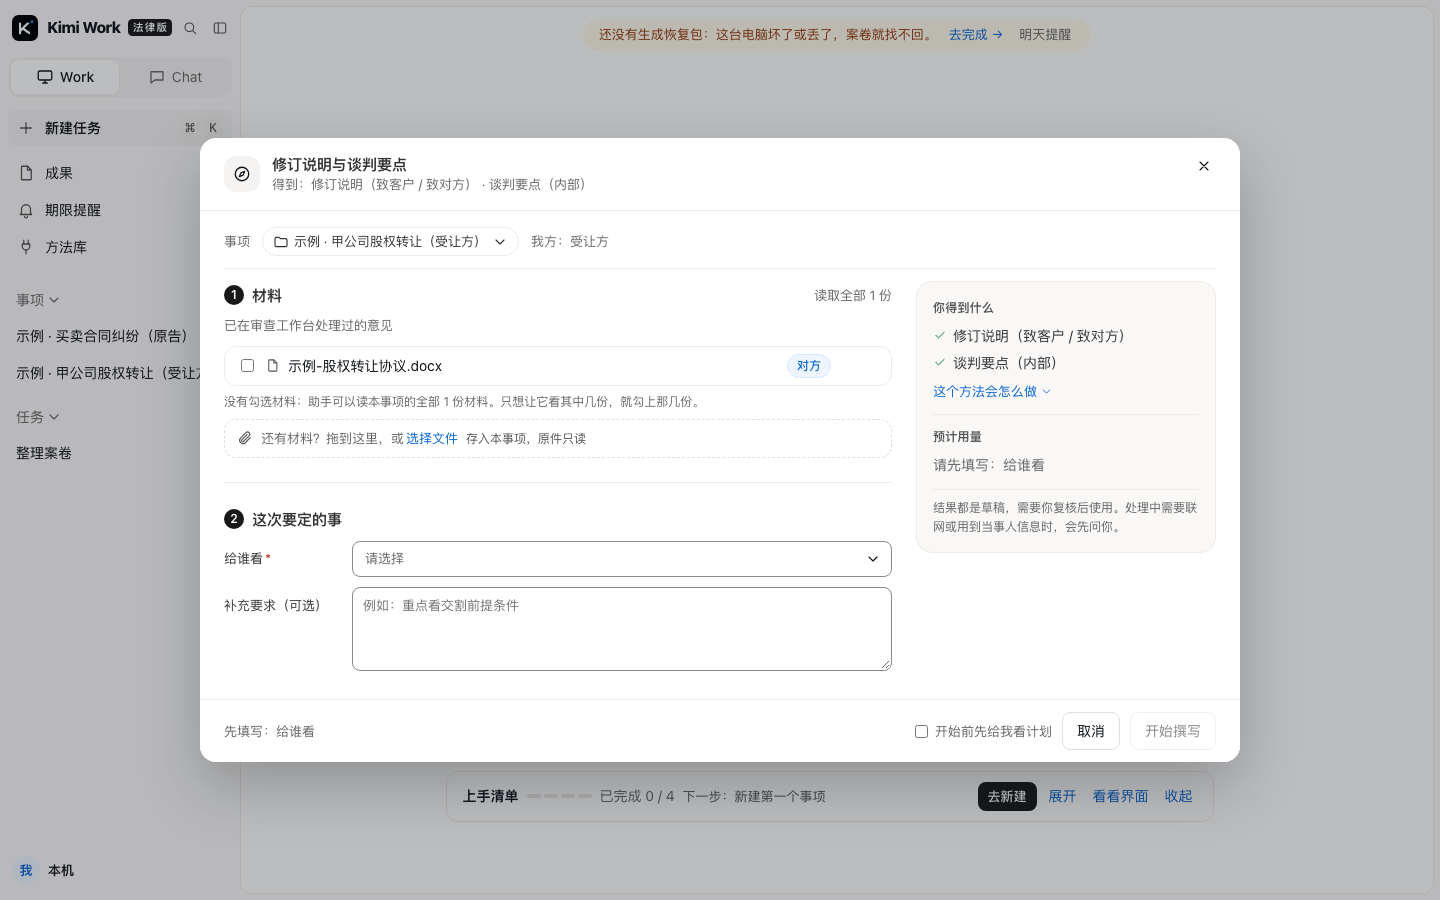 Kimi Work 法律版
还没有生成恢复包：这台电脑坏了或丢了，案卷就找不回。 去完成 → 明天提醒
Work Chat
新建任务 ⌘ K
成果
期限提醒
方法库
事项
示例 · 买卖合同纠纷（原告）
示例 · 甲公司股权转让（受让方
任务
整理案卷
我 本机
修订说明与谈判要点
得到：修订说明（致客户 / 致对方） · 谈判要点（内部）
事项 示例 · 甲公司股权转让（受让方） 我方：受让方
1 材料 读取全部 1 份
已在审查工作台处理过的意见
示例-股权转让协议.docx 对方
没有勾选材料：助手可以读本事项的全部 1 份材料。只想让它看其中几份，就勾上那几份。
还有材料？拖到这里，或 选择文件 存入本事项，原件只读
2 这次要定的事
给谁看 * 请选择
补充要求（可选） 例如：重点看交割前提条件
你得到什么
修订说明（致客户 / 致对方）
谈判要点（内部）
这个方法会怎么做
预计用量
请先填写：给谁看
结果都是草稿，需要你复核后使用。处理中需要联
网或用到当事人信息时，会先问你。
先填写：给谁看 开始前先给我看计划 取消 开始撰写
上手清单 已完成 0 / 4 下一步：新建第一个事项 去新建 展开 看看界面 收起